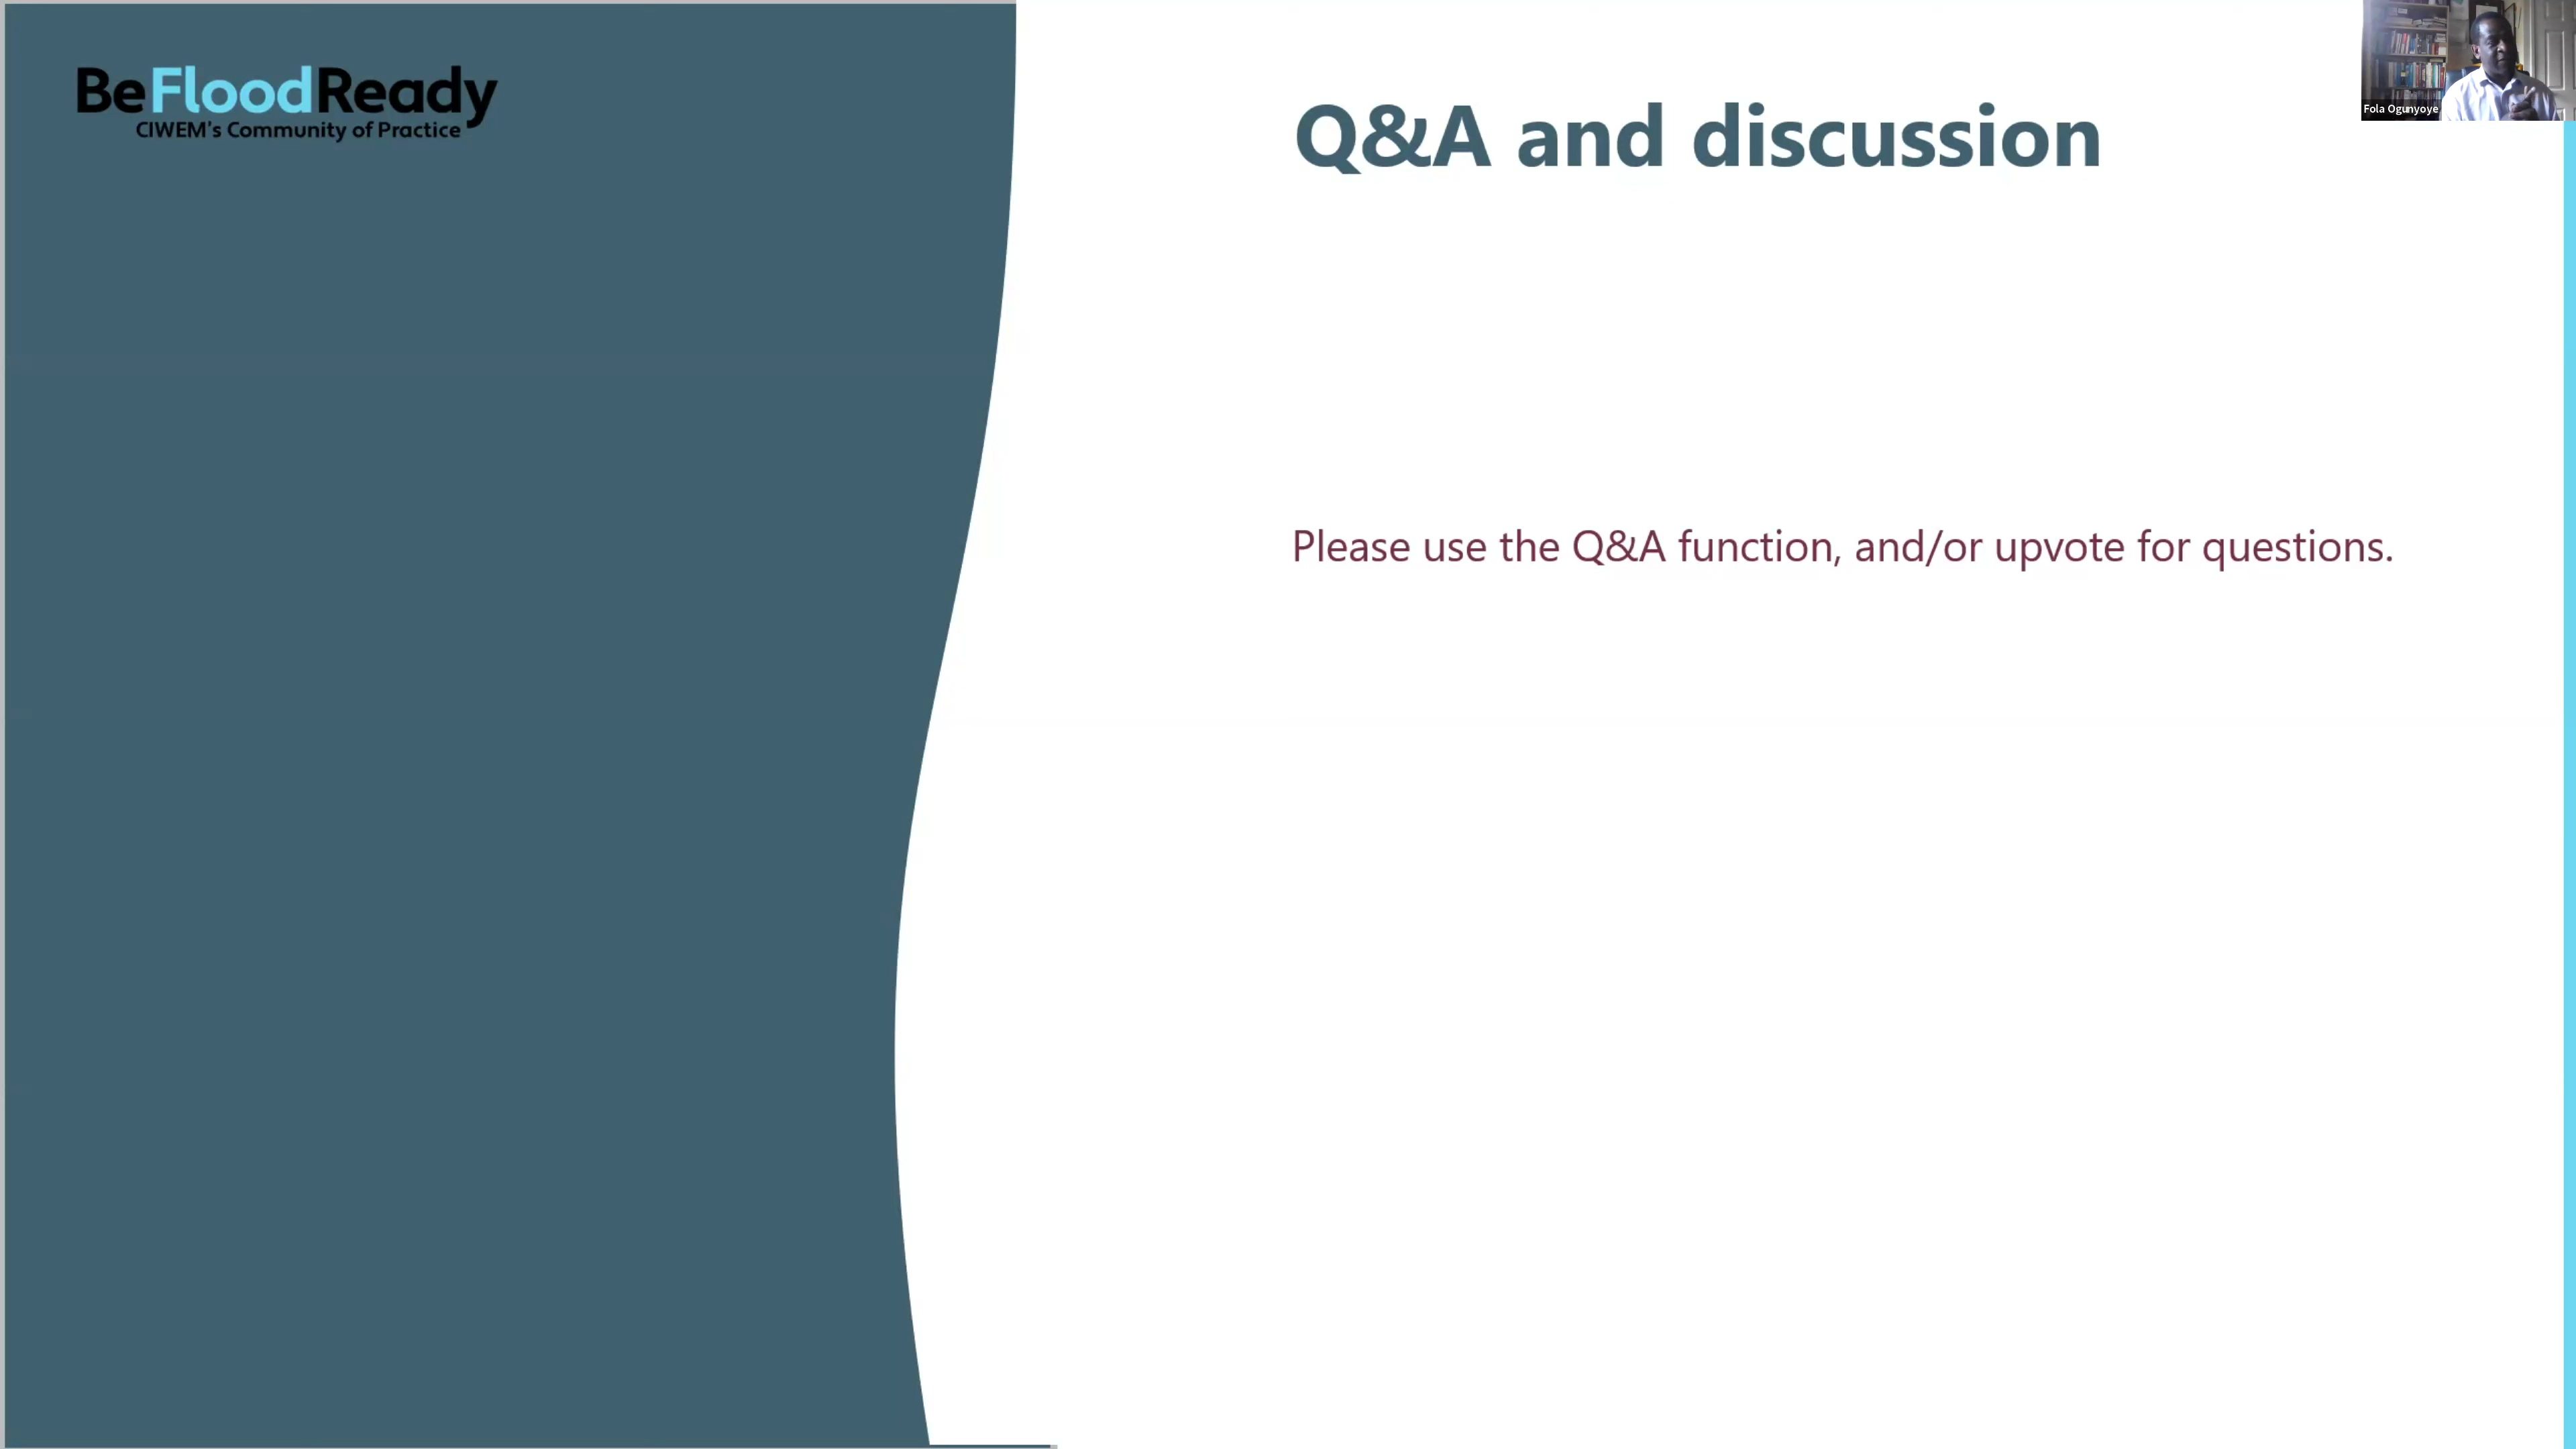 BeFloodReady
CIWEM's Community of Practice
Q&A and discussion
Fola Ogunyoye
Please use the Q&A function, and/or upvote for questions.